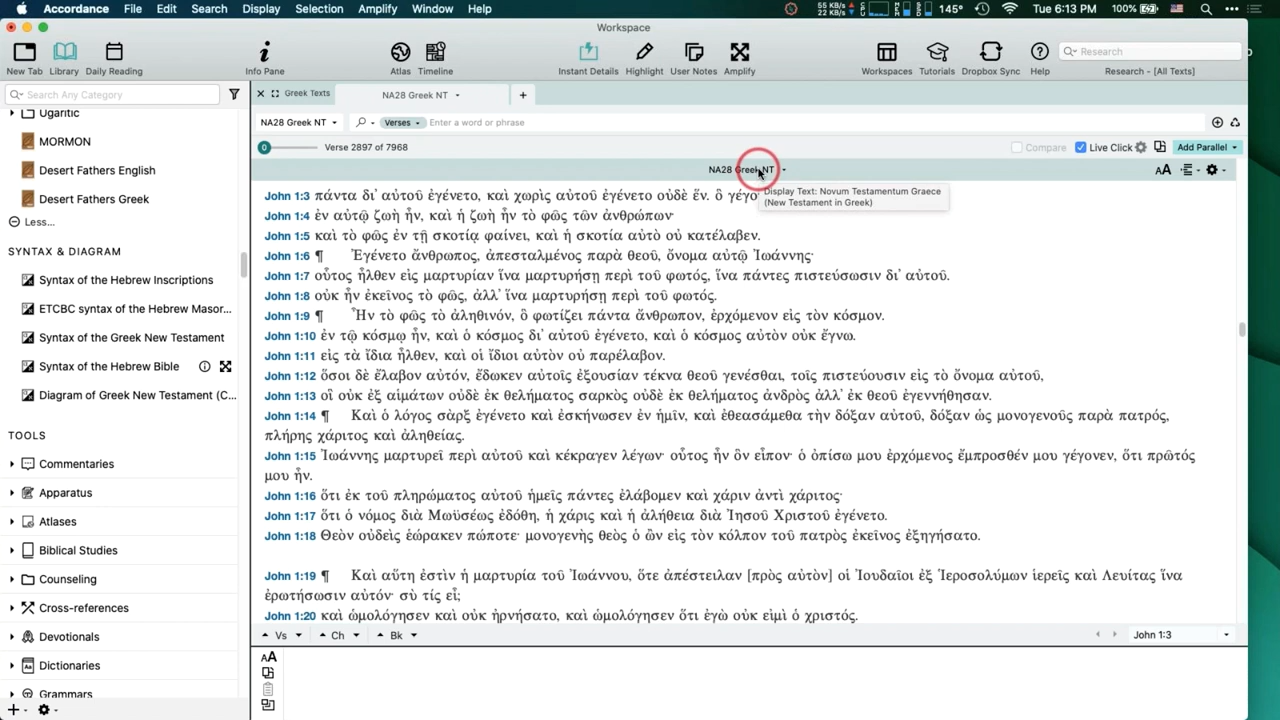 Accordance File Edit Search Display Selection Amplify Window Help 55 KB/s 22 KB/s 145° Tue 6:13 PM 100%
Workspace
New Tab Library Daily Reading Info Pane Atlas Timeline Instant Details Highlight User Notes Amplify Workspaces Tutorials Dropbox Sync Help Research
Research - [All Texts]
Search Any Category
Greek Texts NA28 Greek NT
NA28 Greek NT Verses Enter a word or phrase
0 Verse 2897 of 7968 Compare Live Click Add Parallel
NA28 Greek NT
Display Text: Novum Testamentum Graece
(New Testament in Greek)
Ugaritic
MORMON
Desert Fathers English
Desert Fathers Greek
Less...
SYNTAX & DIAGRAM
Syntax of the Hebrew Inscriptions
ETCBC syntax of the Hebrew Masor...
Syntax of the Greek New Testament
Syntax of the Hebrew Bible
Diagram of Greek New Testament (C...
TOOLS
Commentaries
Apparatus
Atlases
Biblical Studies
Counseling
Cross-references
Devotionals
Dictionaries
Grammars
John 1:3 πάντα δι’ αὐτοῦ ἐγένετο, καὶ χωρὶς αὐτοῦ ἐγένετο οὐδὲ ἕν. ὃ γέγο
John 1:4 ἐν αὐτῷ ζωὴ ἦν, καὶ ἡ ζωὴ ἦν τὸ φῶς τῶν ἀνθρώπων·
John 1:5 καὶ τὸ φῶς ἐν τῇ σκοτίᾳ φαίνει, καὶ ἡ σκοτία αὐτὸ οὐ κατέλαβεν.
John 1:6 ¶ Ἐγένετο ἄνθρωπος, ἀπεσταλμένος παρὰ θεοῦ, ὄνομα αὐτῷ Ἰωάννης·
John 1:7 οὗτος ἦλθεν εἰς μαρτυρίαν ἵνα μαρτυρήσῃ περὶ τοῦ φωτός, ἵνα πάντες πιστεύσωσιν δι’ αὐτοῦ.
John 1:8 οὐκ ἦν ἐκεῖνος τὸ φῶς, ἀλλ’ ἵνα μαρτυρήσῃ περὶ τοῦ φωτός.
John 1:9 ¶ Ἦν τὸ φῶς τὸ ἀληθινόν, ὃ φωτίζει πάντα ἄνθρωπον, ἐρχόμενον εἰς τὸν κόσμον.
John 1:10 ἐν τῷ κόσμῳ ἦν, καὶ ὁ κόσμος δι’ αὐτοῦ ἐγένετο, καὶ ὁ κόσμος αὐτὸν οὐκ ἔγνω.
John 1:11 εἰς τὰ ἴδια ἦλθεν, καὶ οἱ ἴδιοι αὐτὸν οὐ παρέλαβον.
John 1:12 ὅσοι δὲ ἔλαβον αὐτόν, ἔδωκεν αὐτοῖς ἐξουσίαν τέκνα θεοῦ γενέσθαι, τοῖς πιστεύουσιν εἰς τὸ ὄνομα αὐτοῦ,
John 1:13 οἳ οὐκ ἐξ αἱμάτων οὐδὲ ἐκ θελήματος σαρκὸς οὐδὲ ἐκ θελήματος ἀνδρὸς ἀλλ’ ἐκ θεοῦ ἐγεννήθησαν.
John 1:14 ¶ Καὶ ὁ λόγος σὰρξ ἐγένετο καὶ ἐσκήνωσεν ἐν ἡμῖν, καὶ ἐθεασάμεθα τὴν δόξαν αὐτοῦ, δόξαν ὡς μονογενοῦς παρὰ πατρός,
πλήρης χάριτος καὶ ἀληθείας.
John 1:15 Ἰωάννης μαρτυρεῖ περὶ αὐτοῦ καὶ κέκραγεν λέγων· οὗτος ἦν ὃν εἶπον· ὁ ὀπίσω μου ἐρχόμενος ἔμπροσθέν μου γέγονεν, ὅτι πρῶτός
μου ἦν.
John 1:16 ὅτι ἐκ τοῦ πληρώματος αὐτοῦ ἡμεῖς πάντες ἐλάβομεν καὶ χάριν ἀντὶ χάριτος·
John 1:17 ὅτι ὁ νόμος διὰ Μωϋσέως ἐδόθη, ἡ χάρις καὶ ἡ ἀλήθεια διὰ Ἰησοῦ Χριστοῦ ἐγένετο.
John 1:18 Θεὸν οὐδεὶς ἑώρακεν πώποτε· μονογενὴς θεὸς ὁ ὢν εἰς τὸν κόλπον τοῦ πατρὸς ἐκεῖνος ἐξηγήσατο.
John 1:19 ¶ Καὶ αὕτη ἐστὶν ἡ μαρτυρία τοῦ Ἰωάννου, ὅτε ἀπέστειλαν [πρὸς αὐτὸν] οἱ Ἰουδαῖοι ἐξ Ἱεροσολύμων ἱερεῖς καὶ Λευίτας ἵνα
ἐρωτήσωσιν αὐτόν· σὺ τίς εἶ;
John 1:20 καὶ ὡμολόγησεν καὶ οὐκ ἠρνήσατο, καὶ ὡμολόγησεν ὅτι ἐγὼ οὐκ εἰμὶ ὁ χριστός.
Vs Ch Bk John 1:3